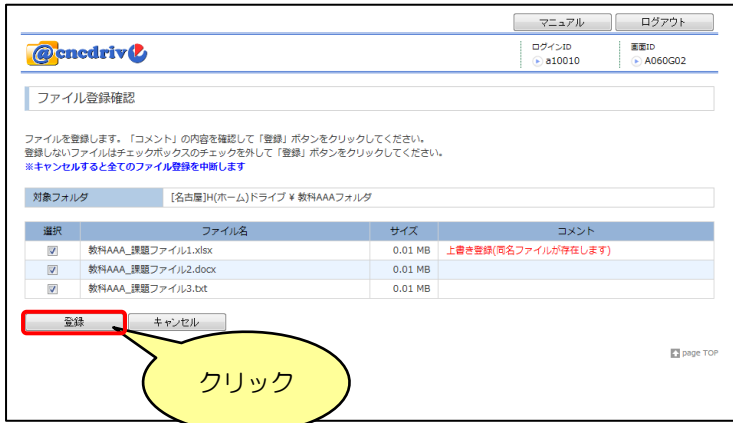 マニュアル ログアウト
@cncdrive
ログインID 画面ID
a10010 A060G02
ファイル登録確認
ファイルを登録します。「コメント」の内容を確認して「登録」ボタンをクリックしてください。
登録しないファイルはチェックボックスのチェックを外して「登録」ボタンをクリックしてください。
※キャンセルすると全てのファイル登録を中断します
対象フォルダ [名古屋]H(ホーム)ドライブ ¥ 教科AAAフォルダ
選択 ファイル名 サイズ コメント
教科AAA_課題ファイル1.xlsx 0.01 MB 上書き登録(同名ファイルが存在します)
教科AAA_課題ファイル2.docx 0.01 MB
教科AAA_課題ファイル3.txt 0.01 MB
登録 キャンセル
page TOP
クリック